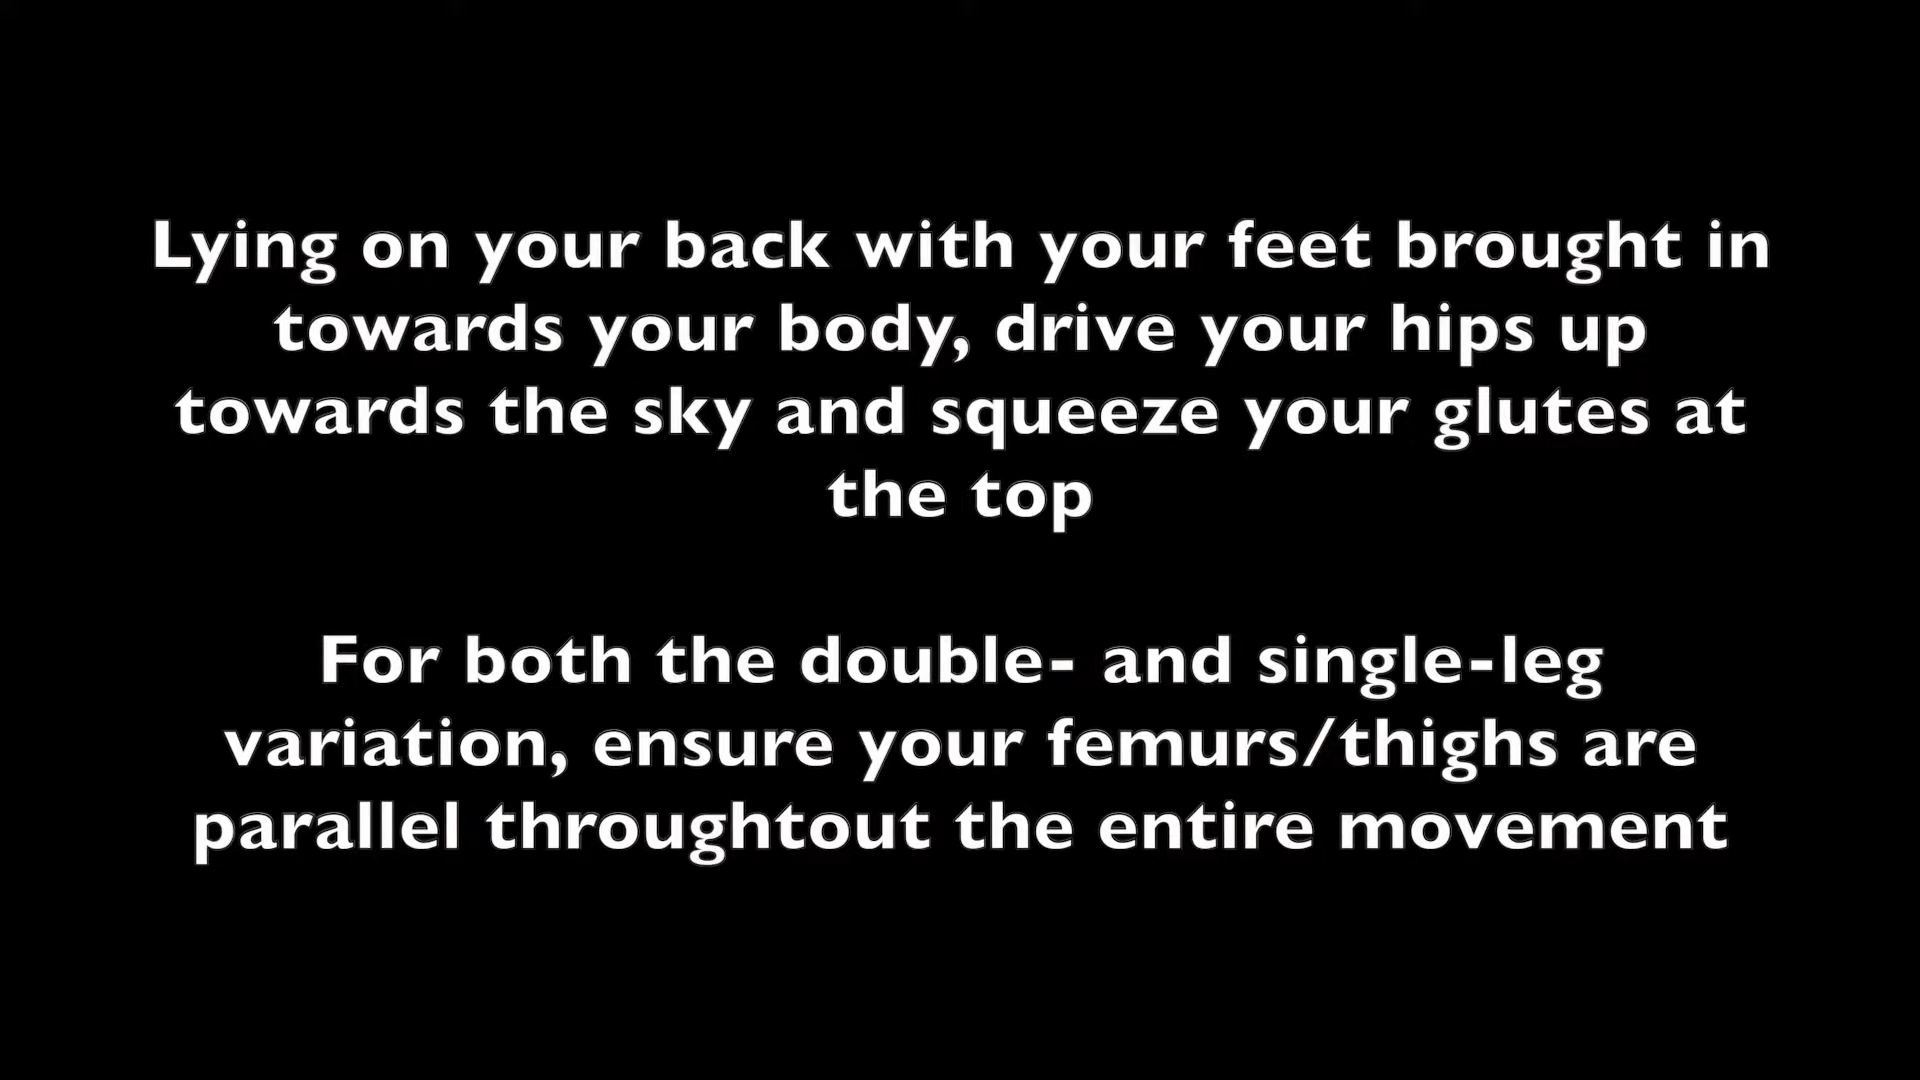 Lying on your back with your feet brought in
towards your body, drive your hips up
towards the sky and squeeze your glutes at
the top
For both the double- and single-leg
variation, ensure your femurs/thighs are
parallel throughtout the entire movement